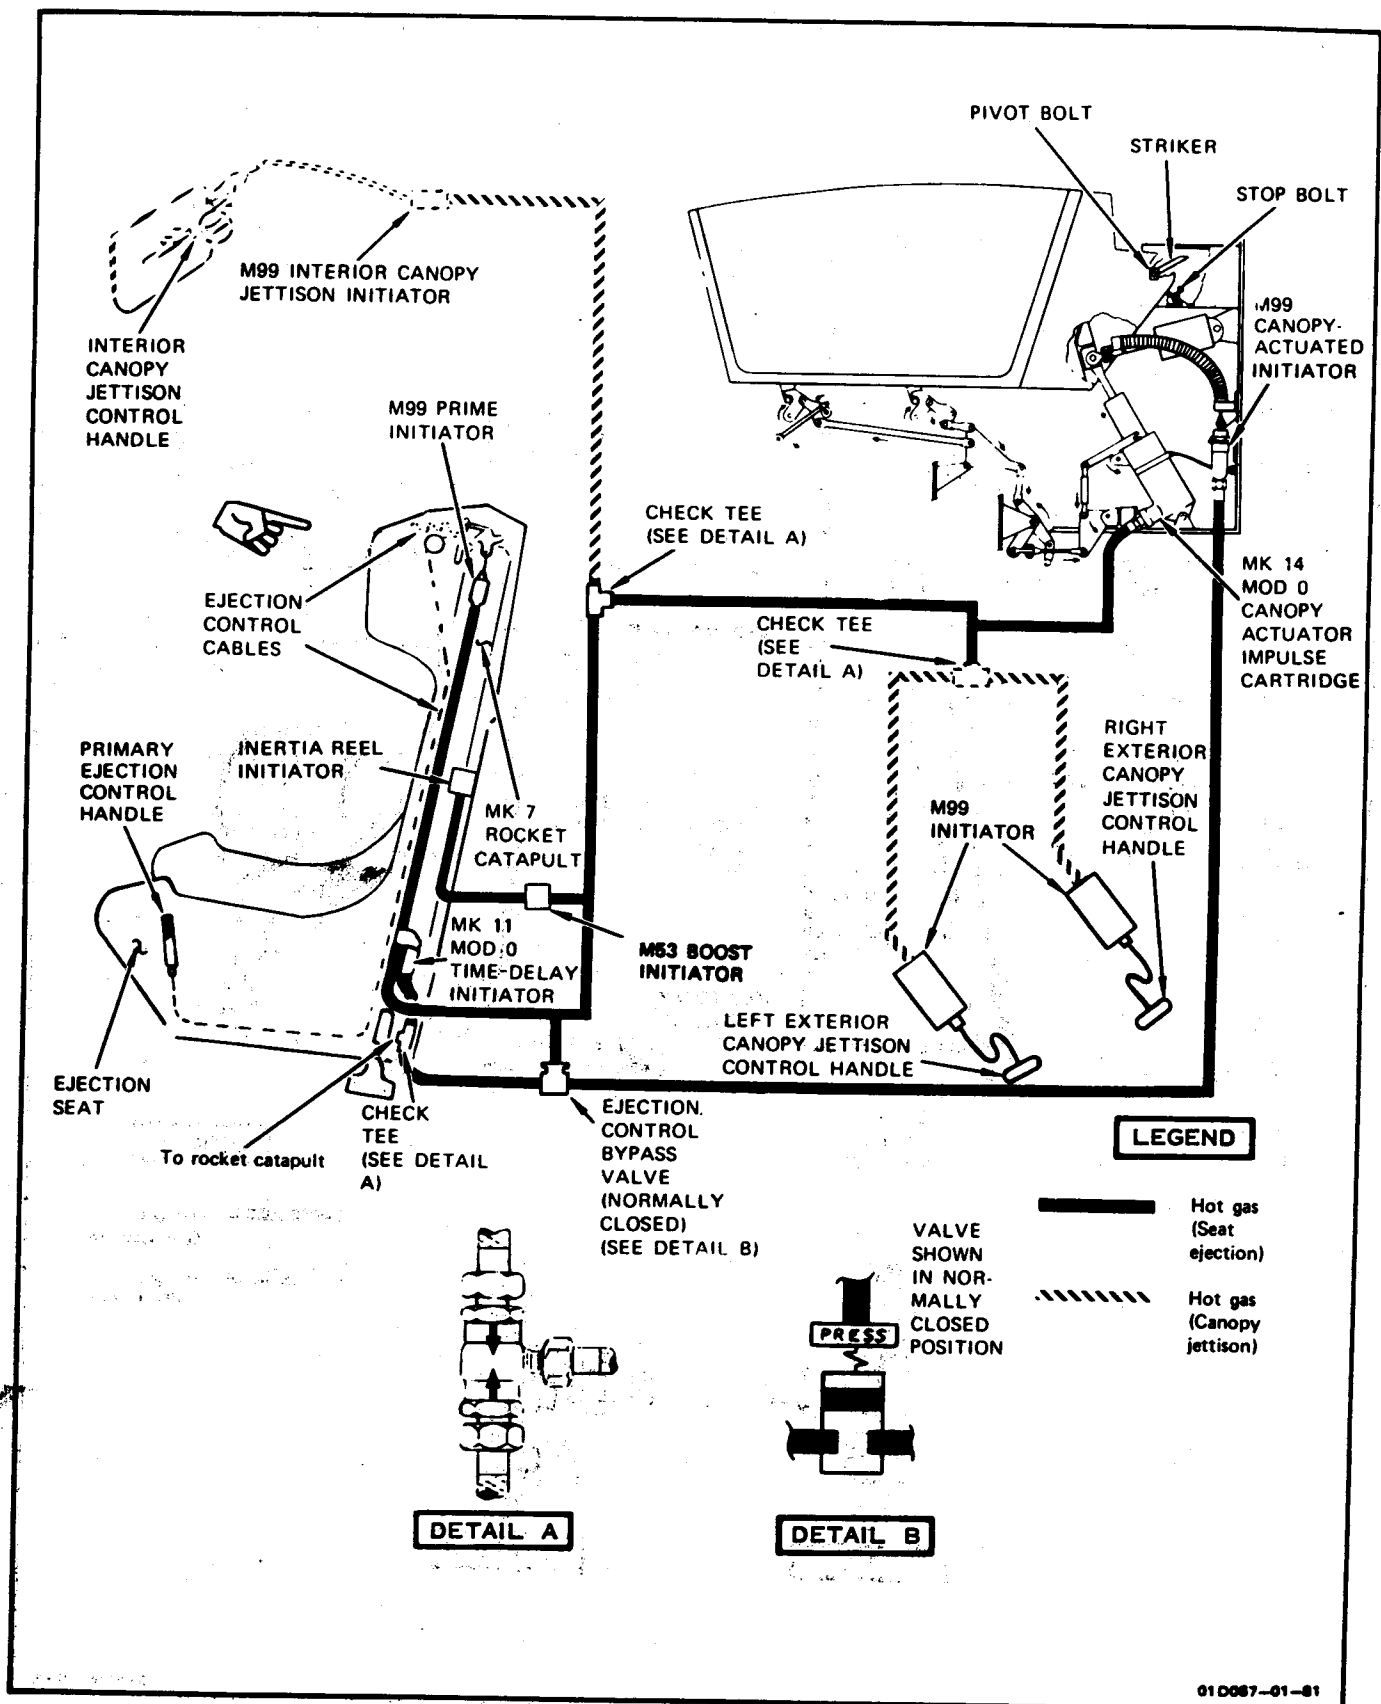 PIVOT BOLT
STRIKER
STOP BOLT
M99 INTERIOR CANOPY
JETTISON INITIATOR
M99
CANOPY-
ACTUATED
INITIATOR
INTERIOR
CANOPY
JETTISON
CONTROL
HANDLE
M99 PRIME
INITIATOR
CHECK TEE
(SEE DETAIL A)
EJECTION
CONTROL
CABLES
MK 14
MOD 0
CANOPY
ACTUATOR
IMPULSE
CARTRIDGE
CHECK TEE
(SEE
DETAIL A)
PRIMARY
EJECTION
CONTROL
HANDLE
INERTIA REEL
INITIATOR
RIGHT
EXTERIOR
CANOPY
JETTISON
CONTROL
HANDLE
MK 7
ROCKET
CATAPULT
M99
INITIATOR
MK 11
MOD 0
TIME-DELAY
INITIATOR
M53 BOOST
INITIATOR
LEFT EXTERIOR
CANOPY JETTISON
CONTROL HANDLE
EJECTION
SEAT
CHECK
TEE
(SEE DETAIL
A)
To rocket catapult
EJECTION
CONTROL
BYPASS
VALVE
(NORMALLY
CLOSED)
(SEE DETAIL B)
LEGEND
Hot gas
(Seat
ejection)
Hot gas
(Canopy
jettison)
VALVE
SHOWN
IN NOR-
MALLY
CLOSED
POSITION
PRESS
DETAIL A
DETAIL B
01D087-01-81